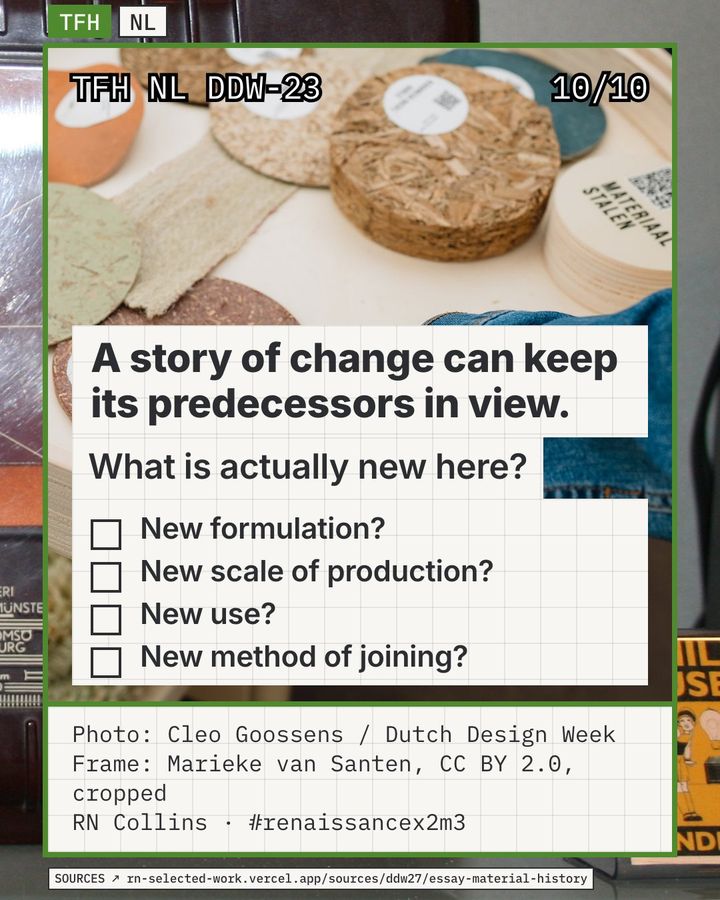 TFH NL
TFH NL DDW-23 10/10
MATERIAAL
STALEN
A story of change can keep
its predecessors in view.
What is actually new here?
New formulation?
New scale of production?
New use?
New method of joining?
Photo: Cleo Goossens / Dutch Design Week
Frame: Marieke van Santen, CC BY 2.0,
cropped
RN Collins · #renaissancex2m3
SOURCES ↗ rn-selected-work.vercel.app/sources/ddw27/essay-material-history